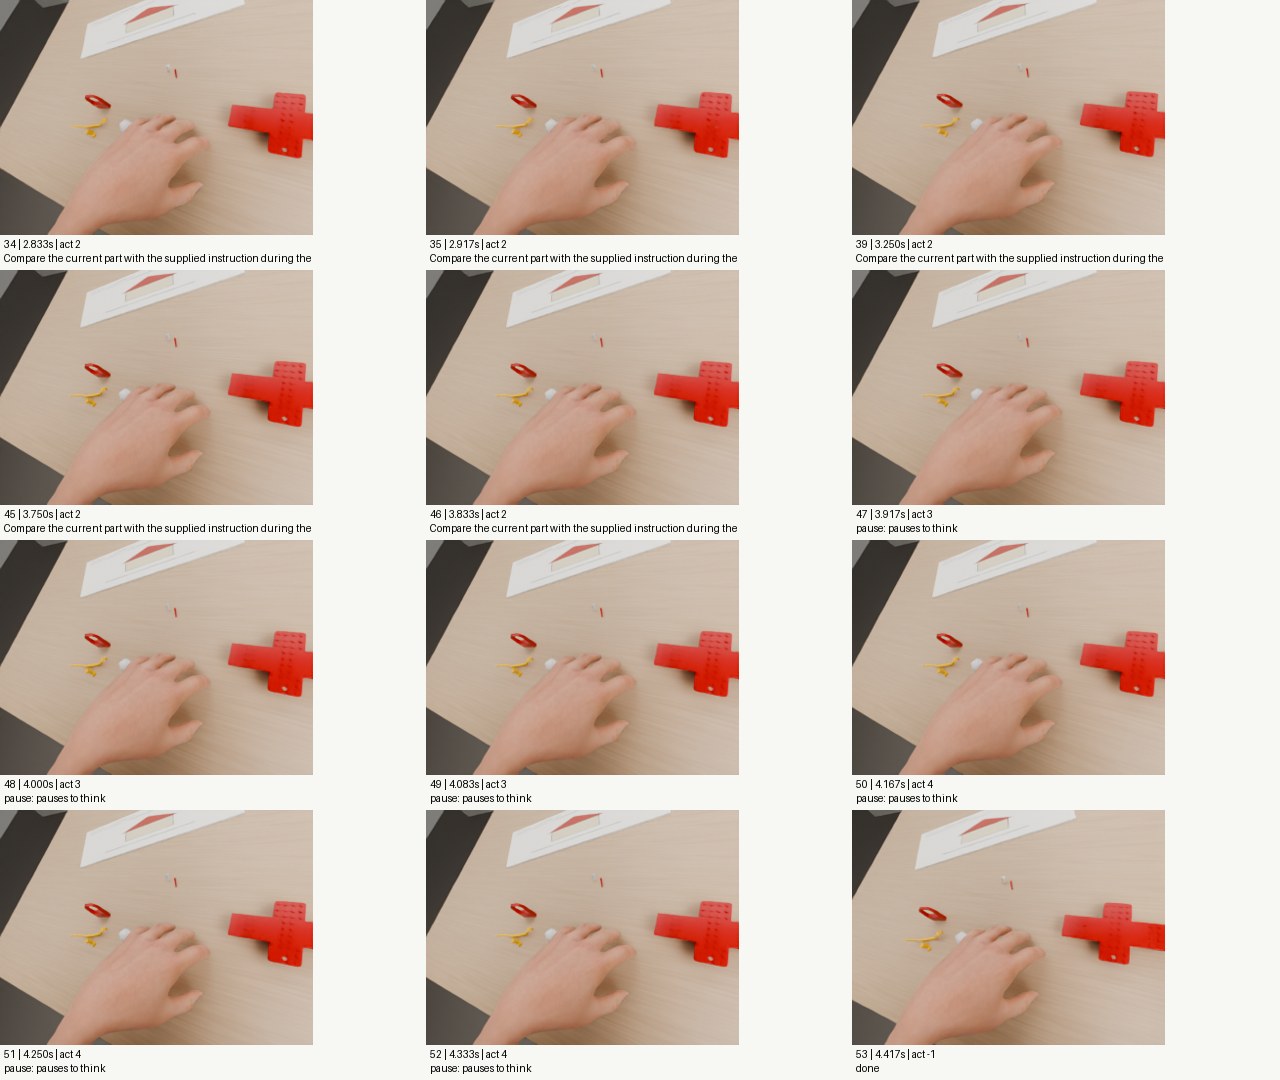 34 | 2.833s | act 2
Compare the current part with the supplied instruction during the
35 | 2.917s | act 2
Compare the current part with the supplied instruction during the
39 | 3.250s | act 2
Compare the current part with the supplied instruction during the
45 | 3.750s | act 2
Compare the current part with the supplied instruction during the
46 | 3.833s | act 2
Compare the current part with the supplied instruction during the
47 | 3.917s | act 3
pause: pauses to think
48 | 4.000s | act 3
pause: pauses to think
49 | 4.083s | act 3
pause: pauses to think
50 | 4.167s | act 4
pause: pauses to think
51 | 4.250s | act 4
pause: pauses to think
52 | 4.333s | act 4
pause: pauses to think
53 | 4.417s | act -1
done